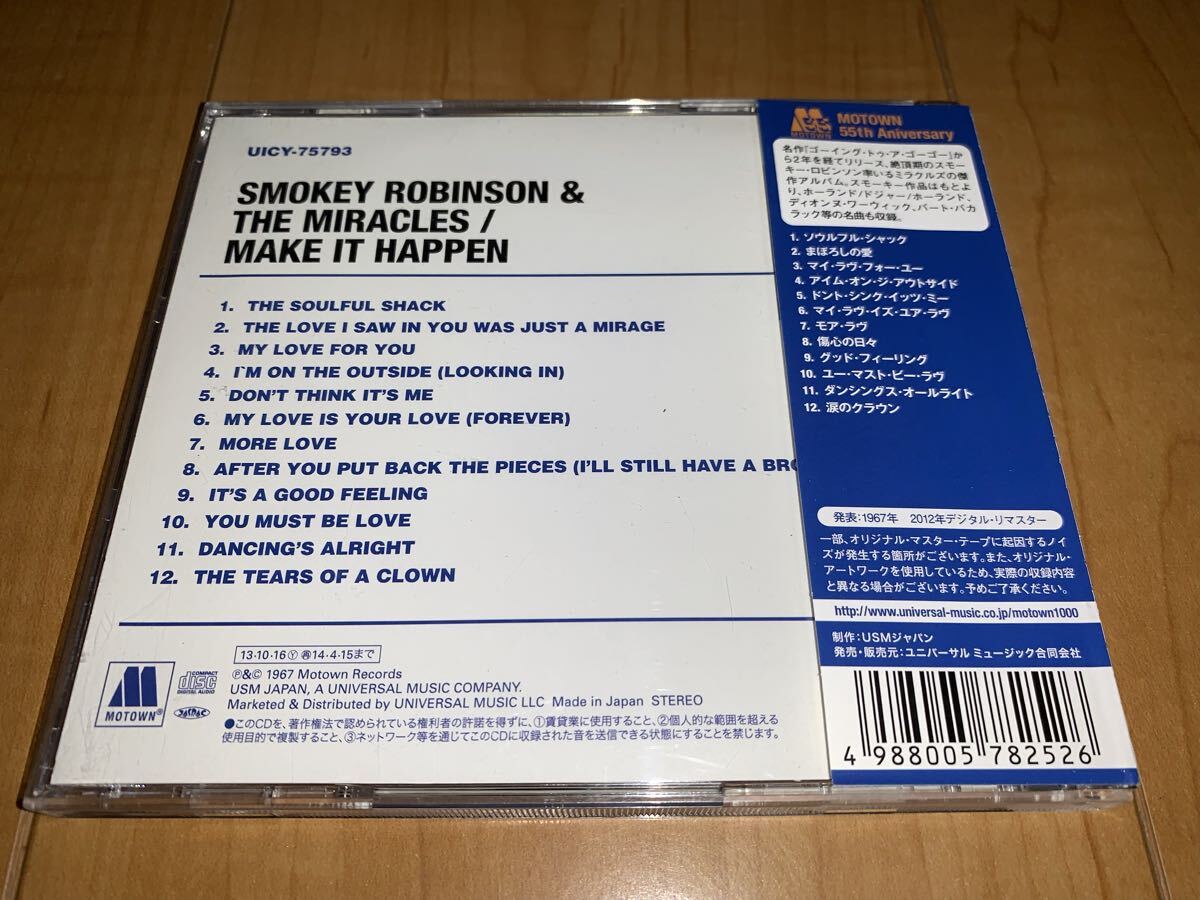 UICY-75793
SMOKEY ROBINSON &
THE MIRACLES /
MAKE IT HAPPEN
1. THE SOULFUL SHACK
2. THE LOVE I SAW IN YOU WAS JUST A MIRAGE
3. MY LOVE FOR YOU
4. I`M ON THE OUTSIDE (LOOKING IN)
5. DON'T THINK IT'S ME
6. MY LOVE IS YOUR LOVE (FOREVER)
7. MORE LOVE
8. AFTER YOU PUT BACK THE PIECES (I'LL STILL HAVE A
9. IT'S A GOOD FEELING
10. YOU MUST BE LOVE
11. DANCING'S ALRIGHT
12. THE TEARS OF A CLOWN
13・10・16 Ⓨ ㊞14・4・15まで
℗&© 1967 Motown Records
USM JAPAN, A UNIVERSAL MUSIC COMPANY.
Marketed & Distributed by UNIVERSAL MUSIC LLC Made in Japan STEREO
●このCDを、著作権法で認められている権利者の許諾を得ずに、①賃貸業に使用すること、②個人的な範囲を超える
使用目的で複製すること、③ネットワーク等を通じてこのCDに収録された音を送信できる状態にすることを禁じます。
MOTOWN®
COMPACT
disc
DIGITAL AUDIO
MOTOWN
MOTOWN
55th Aniversary
名作『ゴーイング・トゥ・ア・ゴーゴー』か
ら2年を経てリリース、絶頂期のスモー
キー・ロビンソン率いるミラクルズの傑
作アルバム。スモーキー作品はもとよ
り、ホーランド/ドジャー/ホーランド、
ディオンヌ・ワーウィック、バート・バカ
ラック等の名曲も収録。
1. ソウルフル・シャック
2. まぼろしの愛
3. マイ・ラヴ・フォー・ユー
4. アイム・オン・ジ・アウトサイド
5. ドント・シンク・イッツ・ミー
6. マイ・ラヴ・イズ・ユア・ラヴ
7. モア・ラヴ
8. 傷心の日々
9. グッド・フィーリング
10. ユー・マスト・ビー・ラヴ
11. ダンシングス・オールライト
12. 涙のクラウン
発表:1967年 2012年デジタル・リマスター
一部、オリジナル・マスター・テープに起因するノイ
ズが発生する箇所がございます。また、オリジナル・
アートワークを使用しているため、実際の収録内容
と異なる場合がございます。予めご了承ください。
http://www.universal-music.co.jp/motown1000
制作:USMジャパン
発売・販売元:ユニバーサル ミュージック合同会社
4 988005 782526